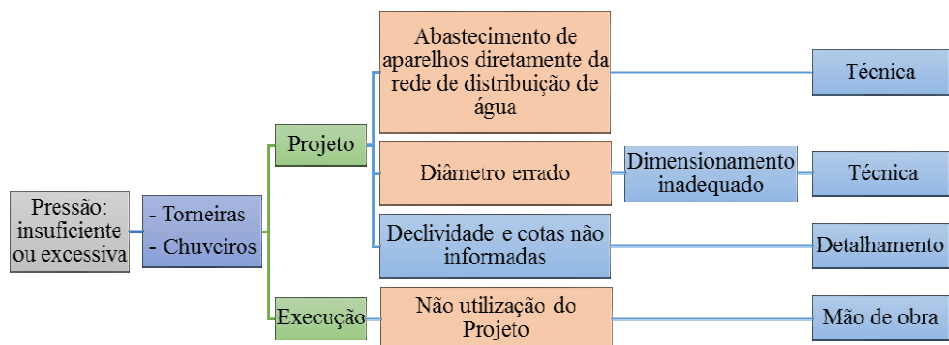 Pressão:
insuficiente
ou excessiva
- Torneiras
- Chuveiros
Projeto
Abastecimento de
aparelhos diretamente da
rede de distribuição de
água
Técnica
Diâmetro errado
Dimensionamento
inadequado
Técnica
Declividade e cotas não
informadas
Detalhamento
Execução
Não utilização do
Projeto
Mão de obra